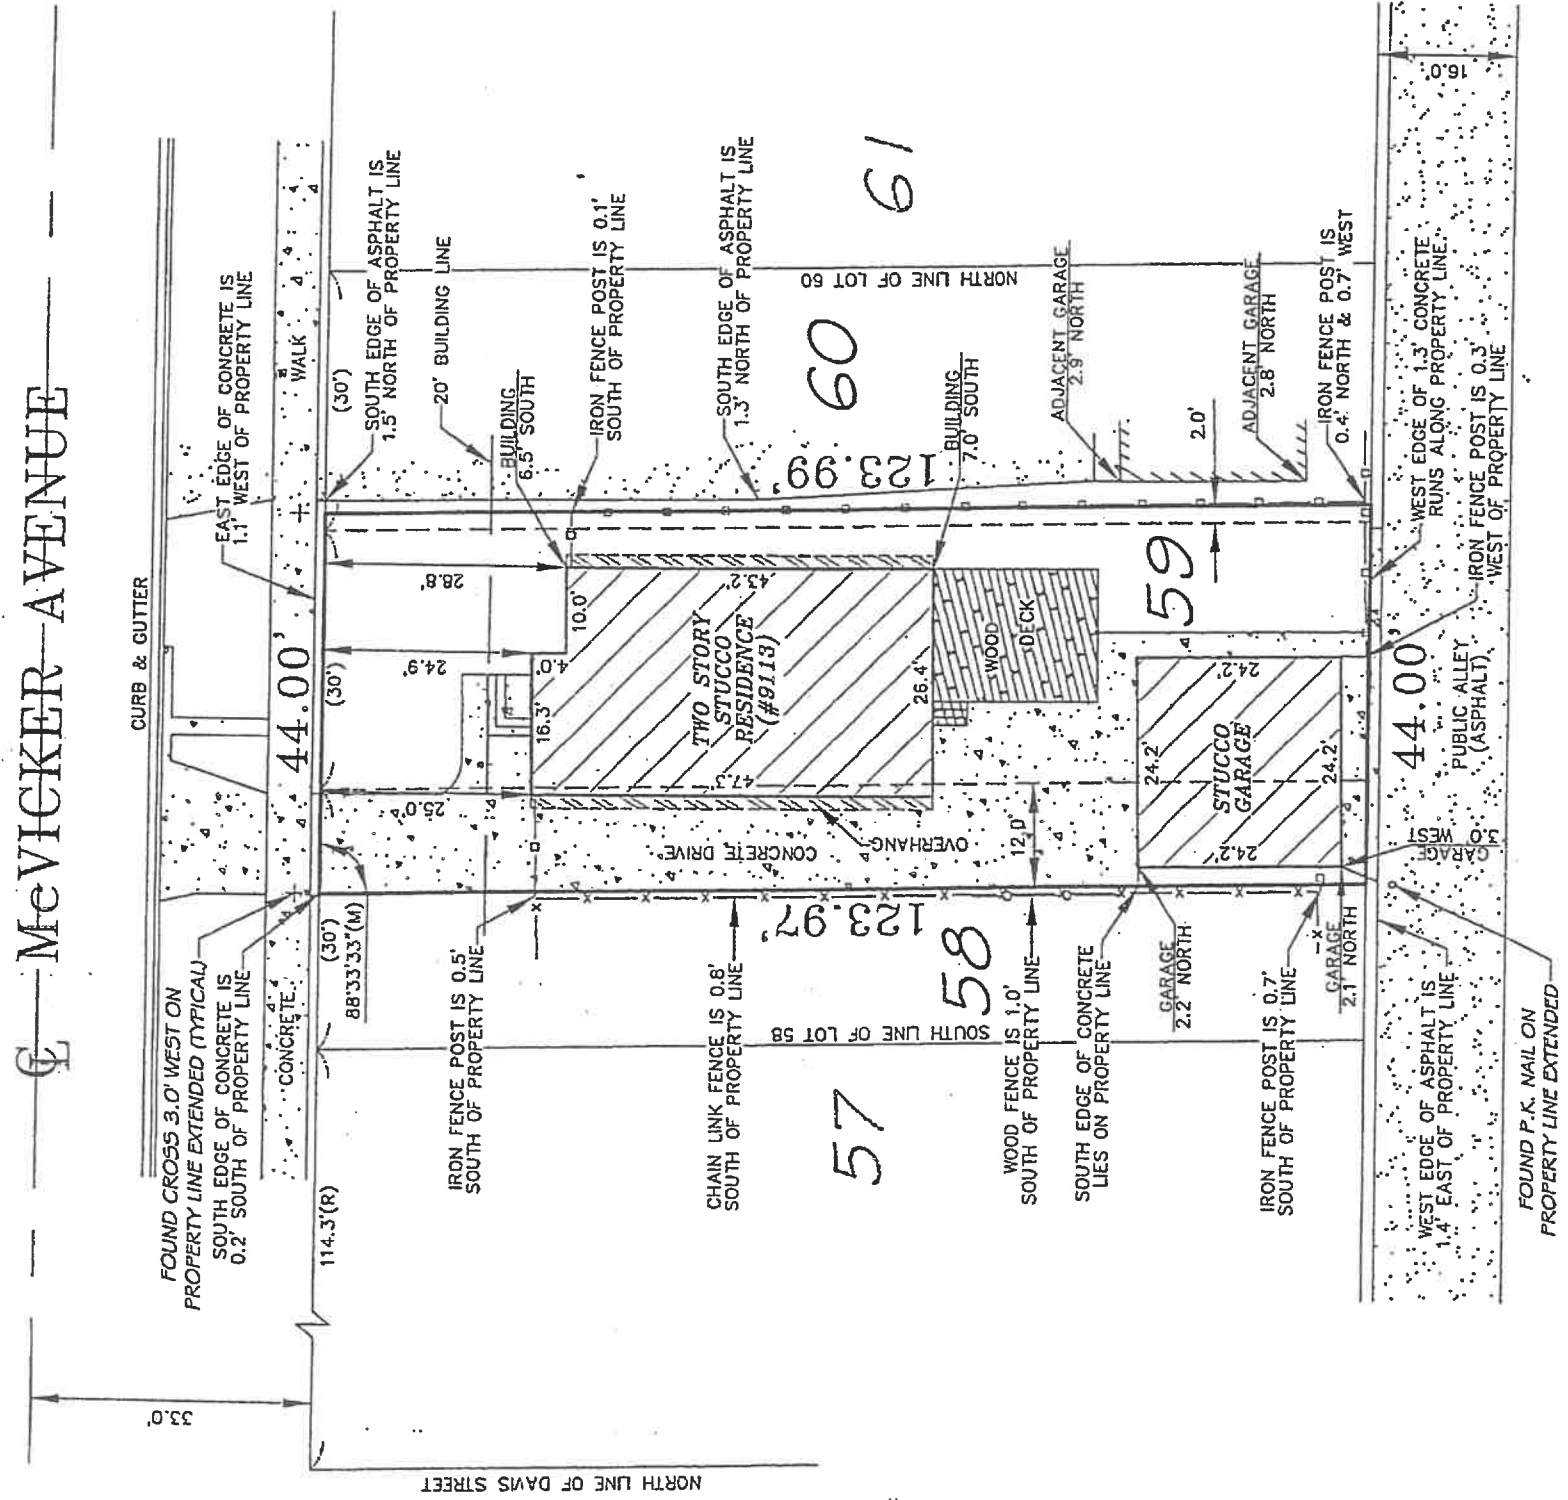 ℄ McVICKER AVENUE
CURB & GUTTER
33.0'
FOUND CROSS 3.0' WEST ON
PROPERTY LINE EXTENDED (TYPICAL)
SOUTH EDGE OF CONCRETE IS
0.2' SOUTH OF PROPERTY LINE
CONCRETE
EAST EDGE OF CONCRETE IS
1.1' WEST OF PROPERTY LINE
WALK
44.00'
114.3'(R)
(30')
(30')
(30')
88°33'33"(M)
SOUTH EDGE OF ASPHALT IS
1.5' NORTH OF PROPERTY LINE
20' BUILDING LINE
BUILDING
6.5' SOUTH
IRON FENCE POST IS 0.1'
SOUTH OF PROPERTY LINE
SOUTH EDGE OF ASPHALT IS
1.3' NORTH OF PROPERTY LINE
28.8'
24.9'
25.0'
10.0'
4.0'
16.3'
43.2'
47.3'
26.4'
TWO STORY
STUCCO
RESIDENCE
(#9113)
WOOD
DECK
CONCRETE DRIVE
OVERHANG
12.0'
IRON FENCE POST IS 0.5'
SOUTH OF PROPERTY LINE
CHAIN LINK FENCE IS 0.8'
SOUTH OF PROPERTY LINE
WOOD FENCE IS 1.0'
SOUTH OF PROPERTY LINE
SOUTH EDGE OF CONCRETE
LIES ON PROPERTY LINE
GARAGE
2.2' NORTH
IRON FENCE POST IS 0.7'
SOUTH OF PROPERTY LINE
GARAGE
2.1' NORTH
123.97'
123.99'
57
58
59
60
61
SOUTH LINE OF LOT 58
NORTH LINE OF LOT 60
BUILDING
7.0' SOUTH
ADJACENT GARAGE
2.9' NORTH
2.0'
ADJACENT GARAGE
2.8' NORTH
IRON FENCE POST IS
0.4' NORTH & 0.7' WEST
STUCCO
GARAGE
24.2'
24.2'
24.2'
24.2'
GARAGE
3.0' WEST
44.00'
WEST EDGE OF 1.3' CONCRETE
RUNS ALONG PROPERTY LINE.
IRON FENCE POST IS 0.3'
WEST OF PROPERTY LINE
PUBLIC ALLEY
(ASPHALT)
16.0'
WEST EDGE OF ASPHALT IS
1.4' EAST OF PROPERTY LINE
FOUND P.K. NAIL ON
PROPERTY LINE EXTENDED
NORTH LINE OF DAVIS STREET